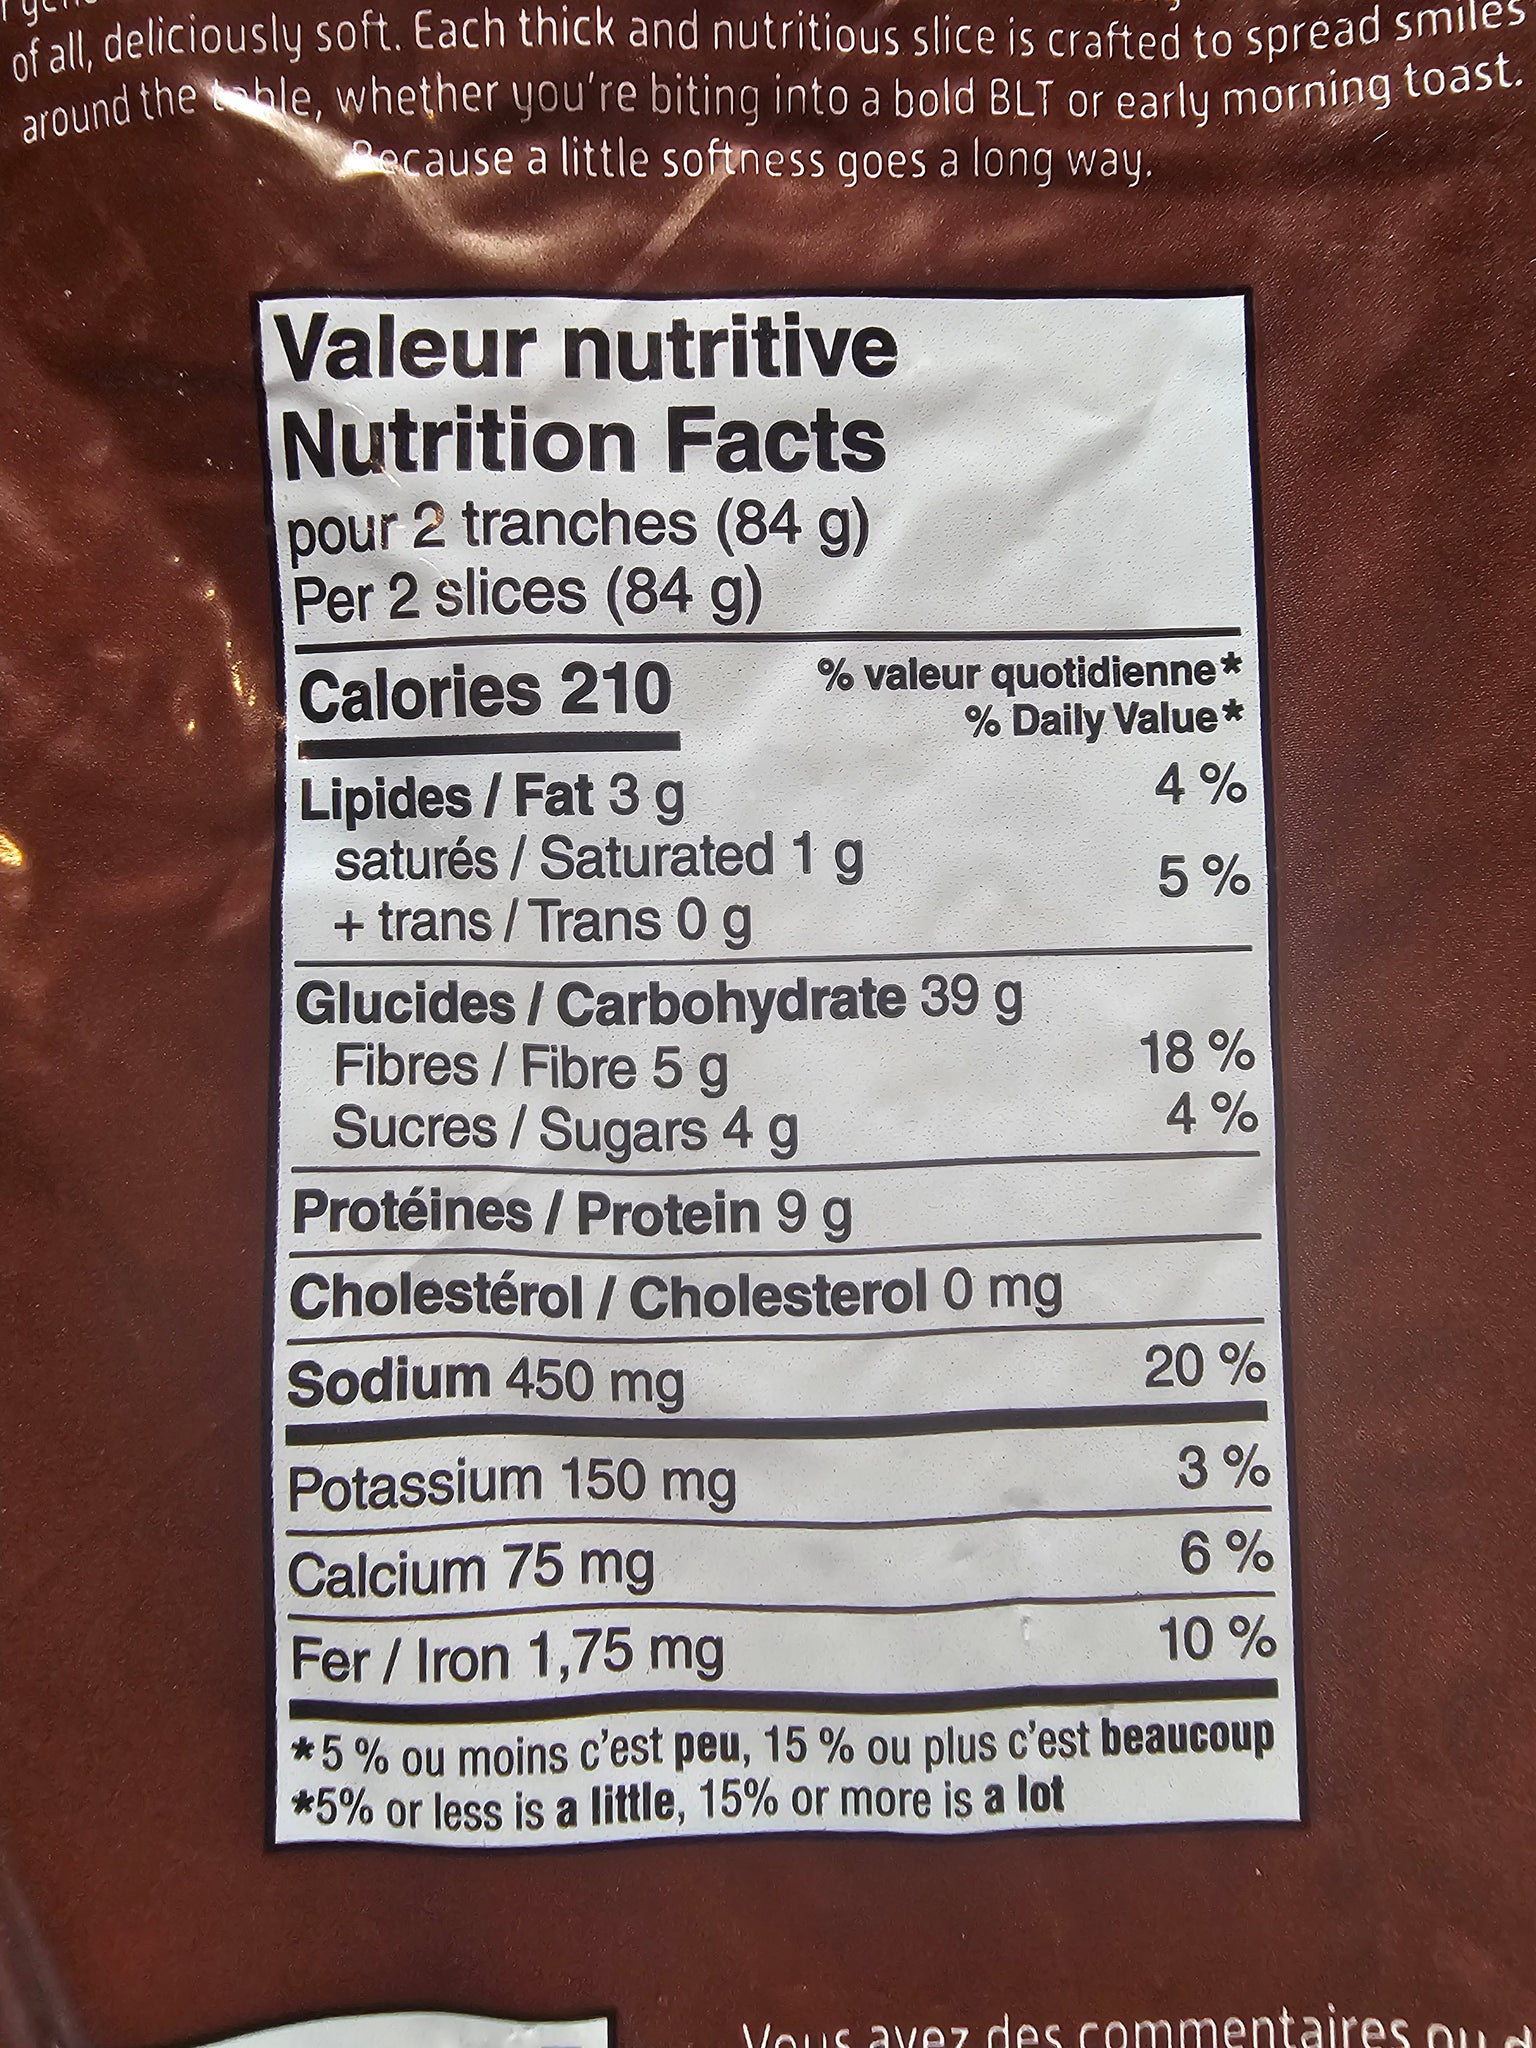 of all, deliciously soft. Each thick and nutritious slice is crafted to spread smiles
around the table, whether you're biting into a bold BLT or early morning toast.
Because a little softness goes a long way.
Valeur nutritive
Nutrition Facts
pour 2 tranches (84 g)
Per 2 slices (84 g)
Calories 210
% valeur quotidienne*
% Daily Value*
Lipides / Fat 3 g 4 %
saturés / Saturated 1 g
+ trans / Trans 0 g 5 %
Glucides / Carbohydrate 39 g
Fibres / Fibre 5 g 18 %
Sucres / Sugars 4 g 4 %
Protéines / Protein 9 g
Cholestérol / Cholesterol 0 mg
Sodium 450 mg 20 %
Potassium 150 mg 3 %
Calcium 75 mg 6 %
Fer / Iron 1,75 mg 10 %
*5 % ou moins c'est peu, 15 % ou plus c'est beaucoup
*5% or less is a little, 15% or more is a lot
Vous avez des commentaires ou